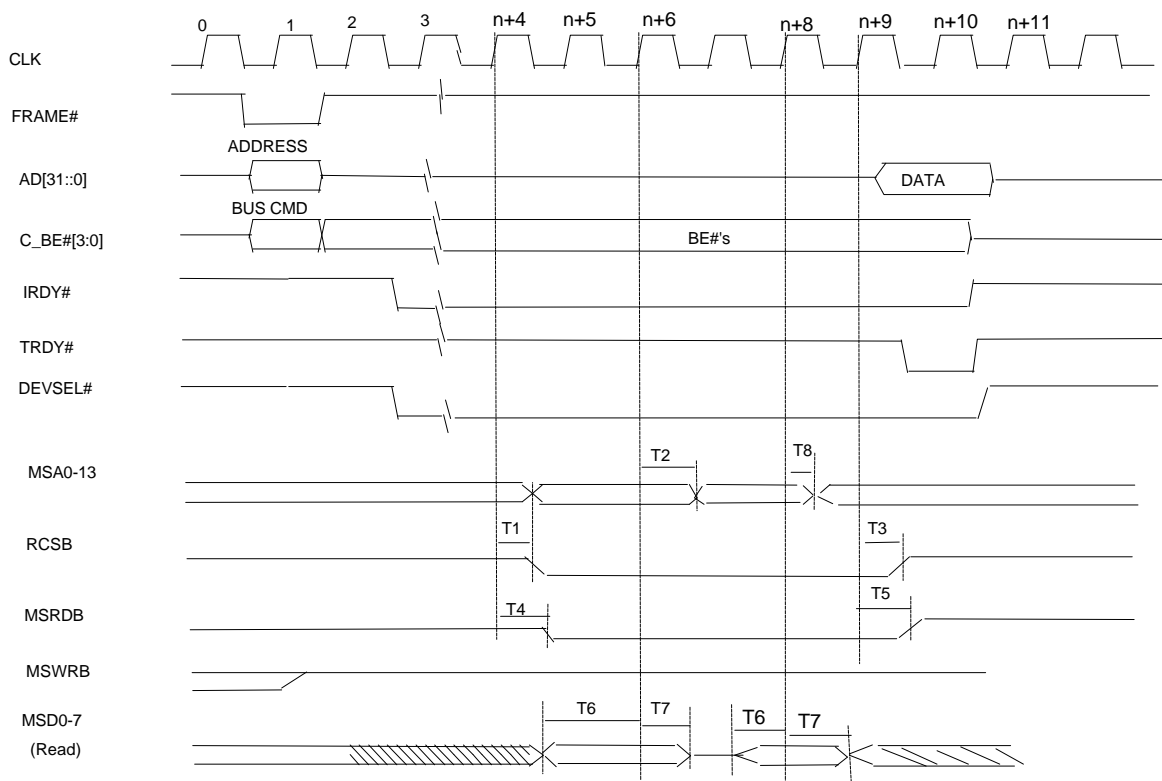 0 1 2 3 n+4 n+5 n+6 n+8 n+9 n+10 n+11
CLK
FRAME#
ADDRESS
AD[31::0]
DATA
BUS CMD
C_BE#[3:0]
BE#'s
IRDY#
TRDY#
DEVSEL#
T2 T8
MSA0-13
T1 T3
RCSB
T4 T5
MSRDB
MSWRB
MSD0-7
T6 T7 T6 T7
(Read)